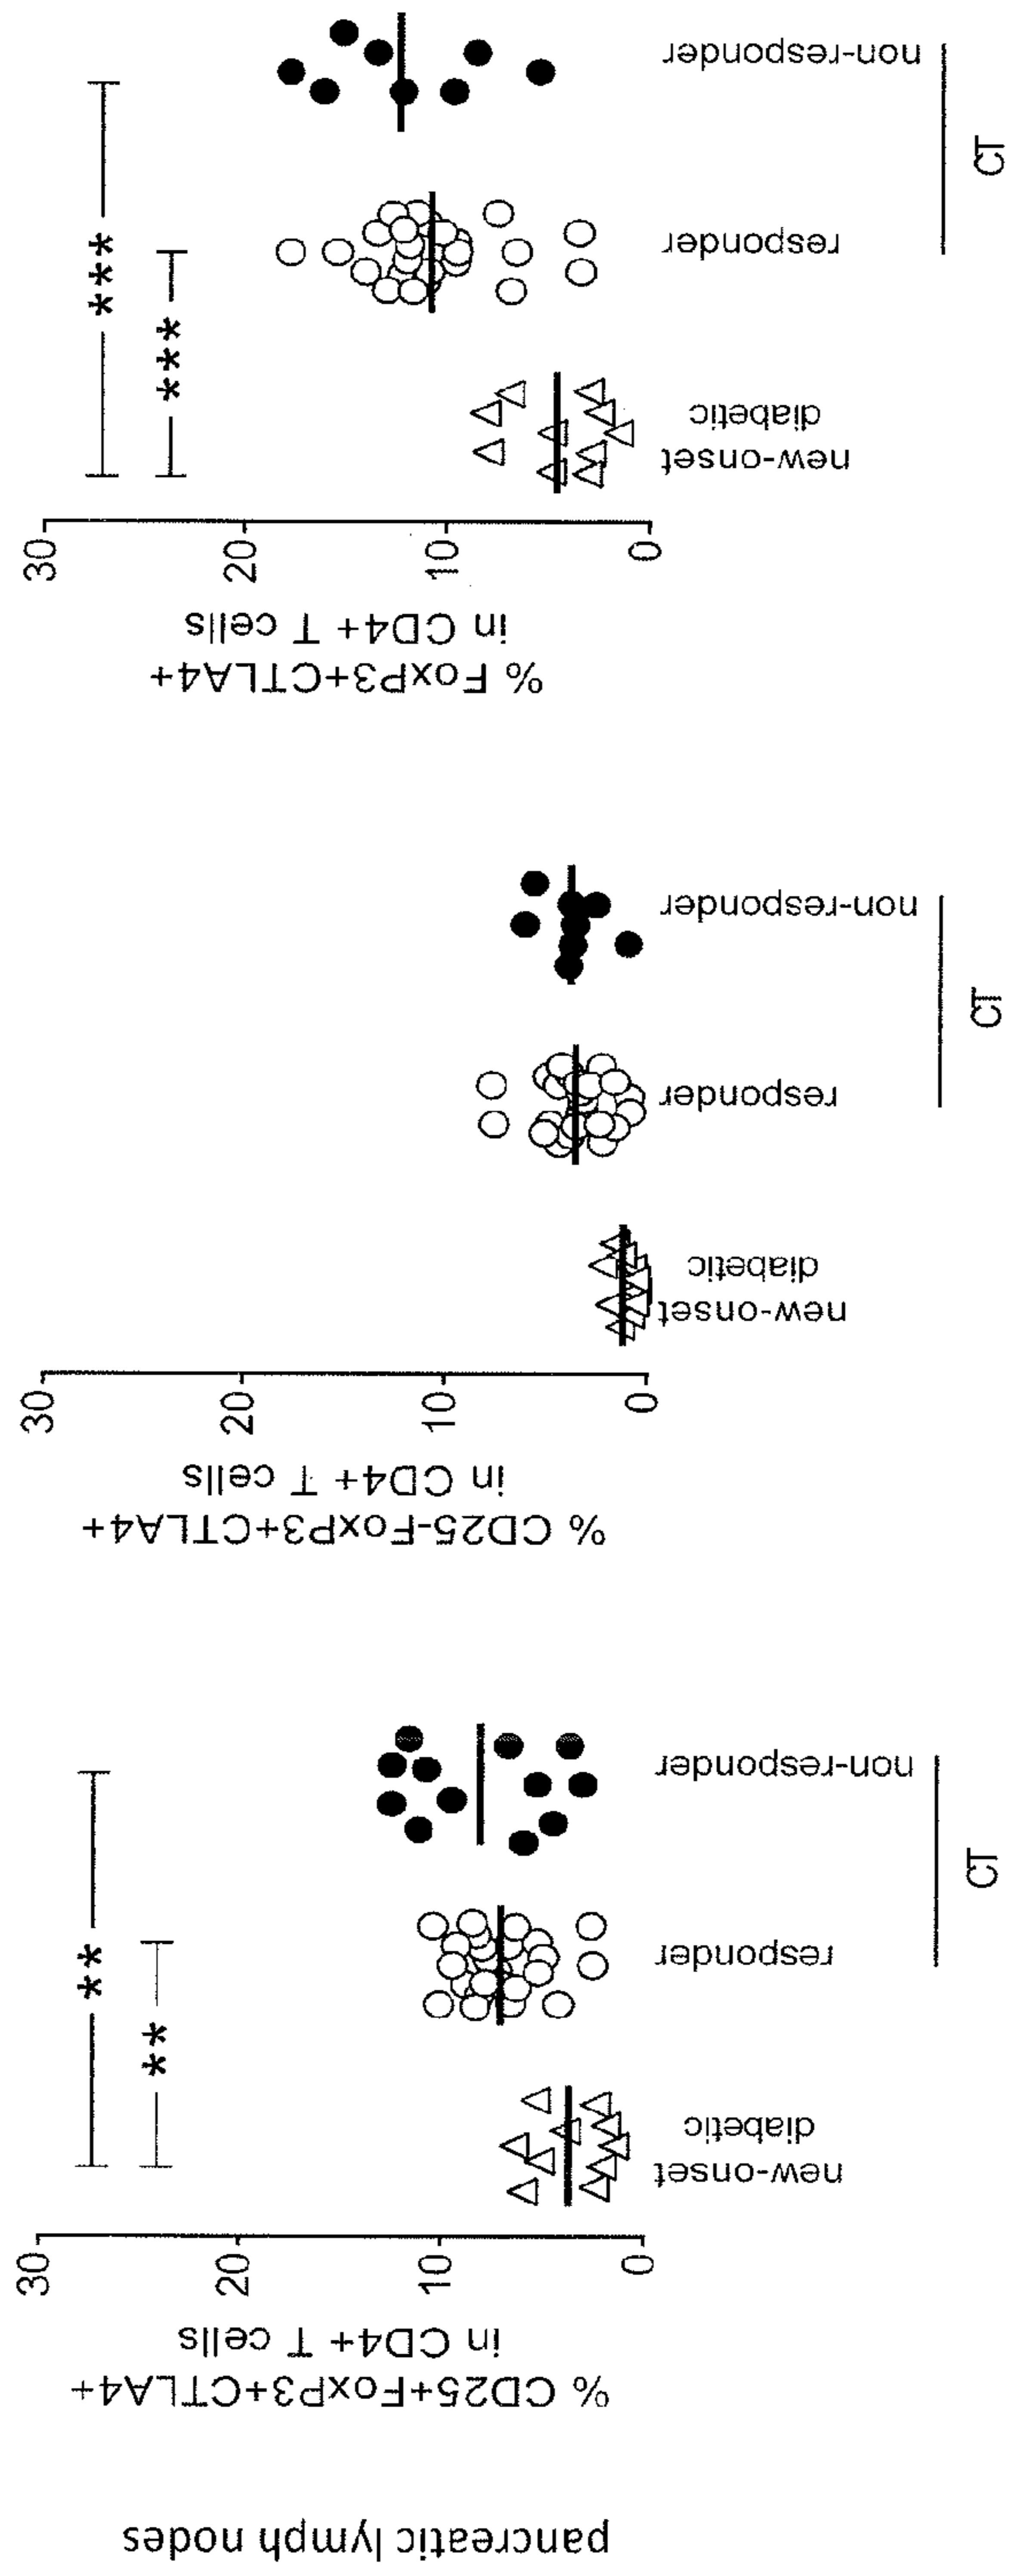 pancreatic lymph nodes
% CD25+FoxP3+CTLA4+
in CD4+ T cells
30
20
10
0
**
**
new-onset
diabetic
responder
non-responder
CT
% CD25-FoxP3+CTLA4+
in CD4+ T cells
30
20
10
0
new-onset
diabetic
responder
non-responder
CT
% FoxP3+CTLA4+
in CD4+ T cells
30
20
10
0
***
***
new-onset
diabetic
responder
non-responder
CT